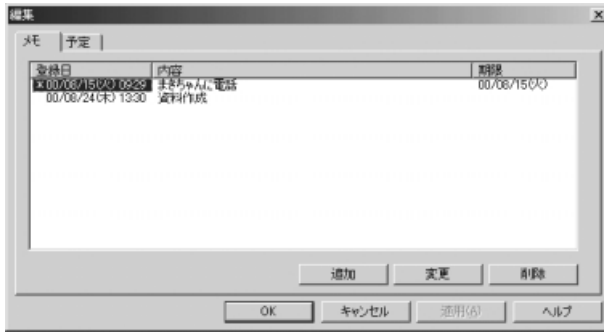 編集
メモ 予定
登録日 内容 期限
×00/08/15(火) 09:29 まきちゃんに電話 00/08/15(火)
00/08/24(木) 13:30 資料作成
追加 変更 削除
OK キャンセル 適用(A) ヘルプ